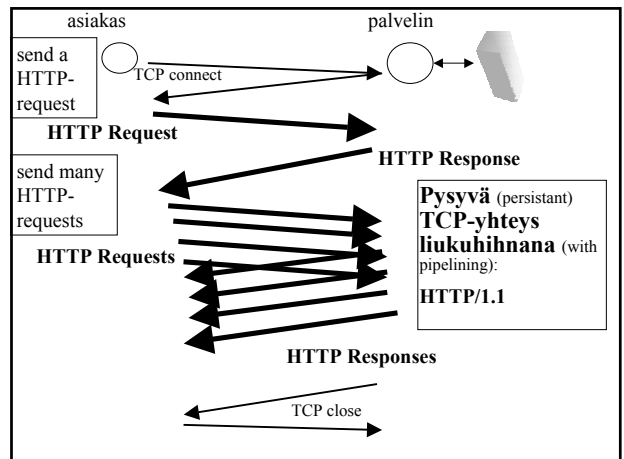 asiakas
palvelin
send a
HTTP-
request
TCP connect
HTTP Request
HTTP Response
send many
HTTP-
requests
Pysyvä (persistant)
TCP-yhteys
liukuhihnana (with
pipelining):
HTTP/1.1
HTTP Requests
HTTP Responses
TCP close